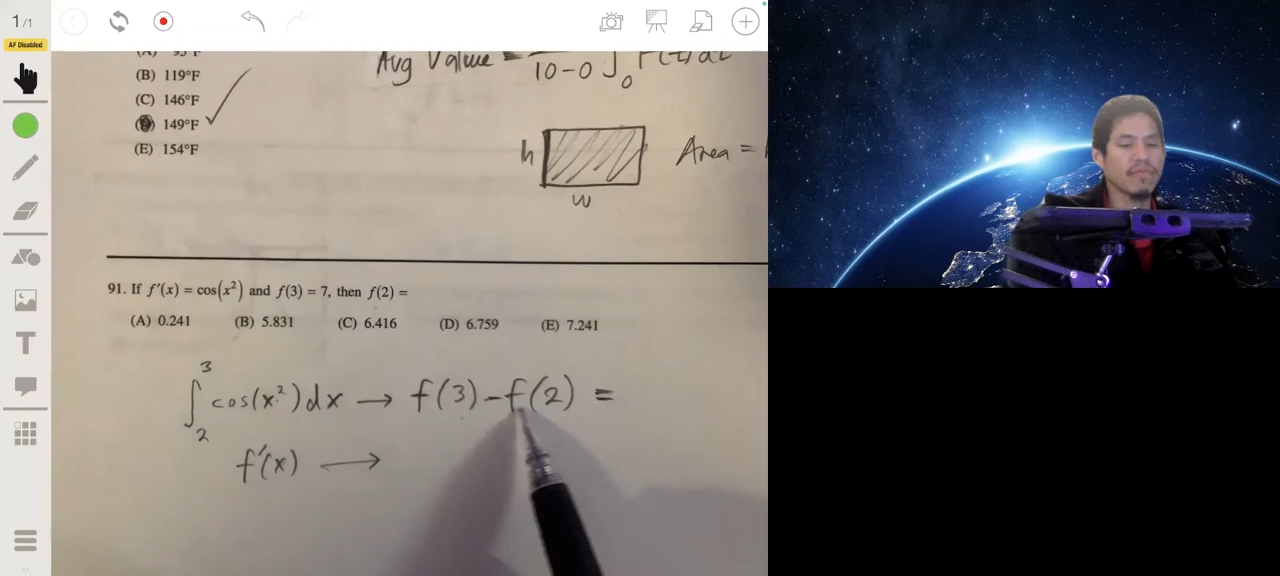 1/1
AF Disabled
(B) 119°F
Avg Value =
10-0 ∫ 0
(C) 146°F
149°F
(E) 154°F
h
Area =
w
91. If f′(x) = cos(x²) and f(3) = 7, then f(2) =
(A) 0.241 (B) 5.831 (C) 6.416 (D) 6.759 (E) 7.241
∫₂³ cos(x²)dx → f(3)-f(2) =
f′(x) →
T